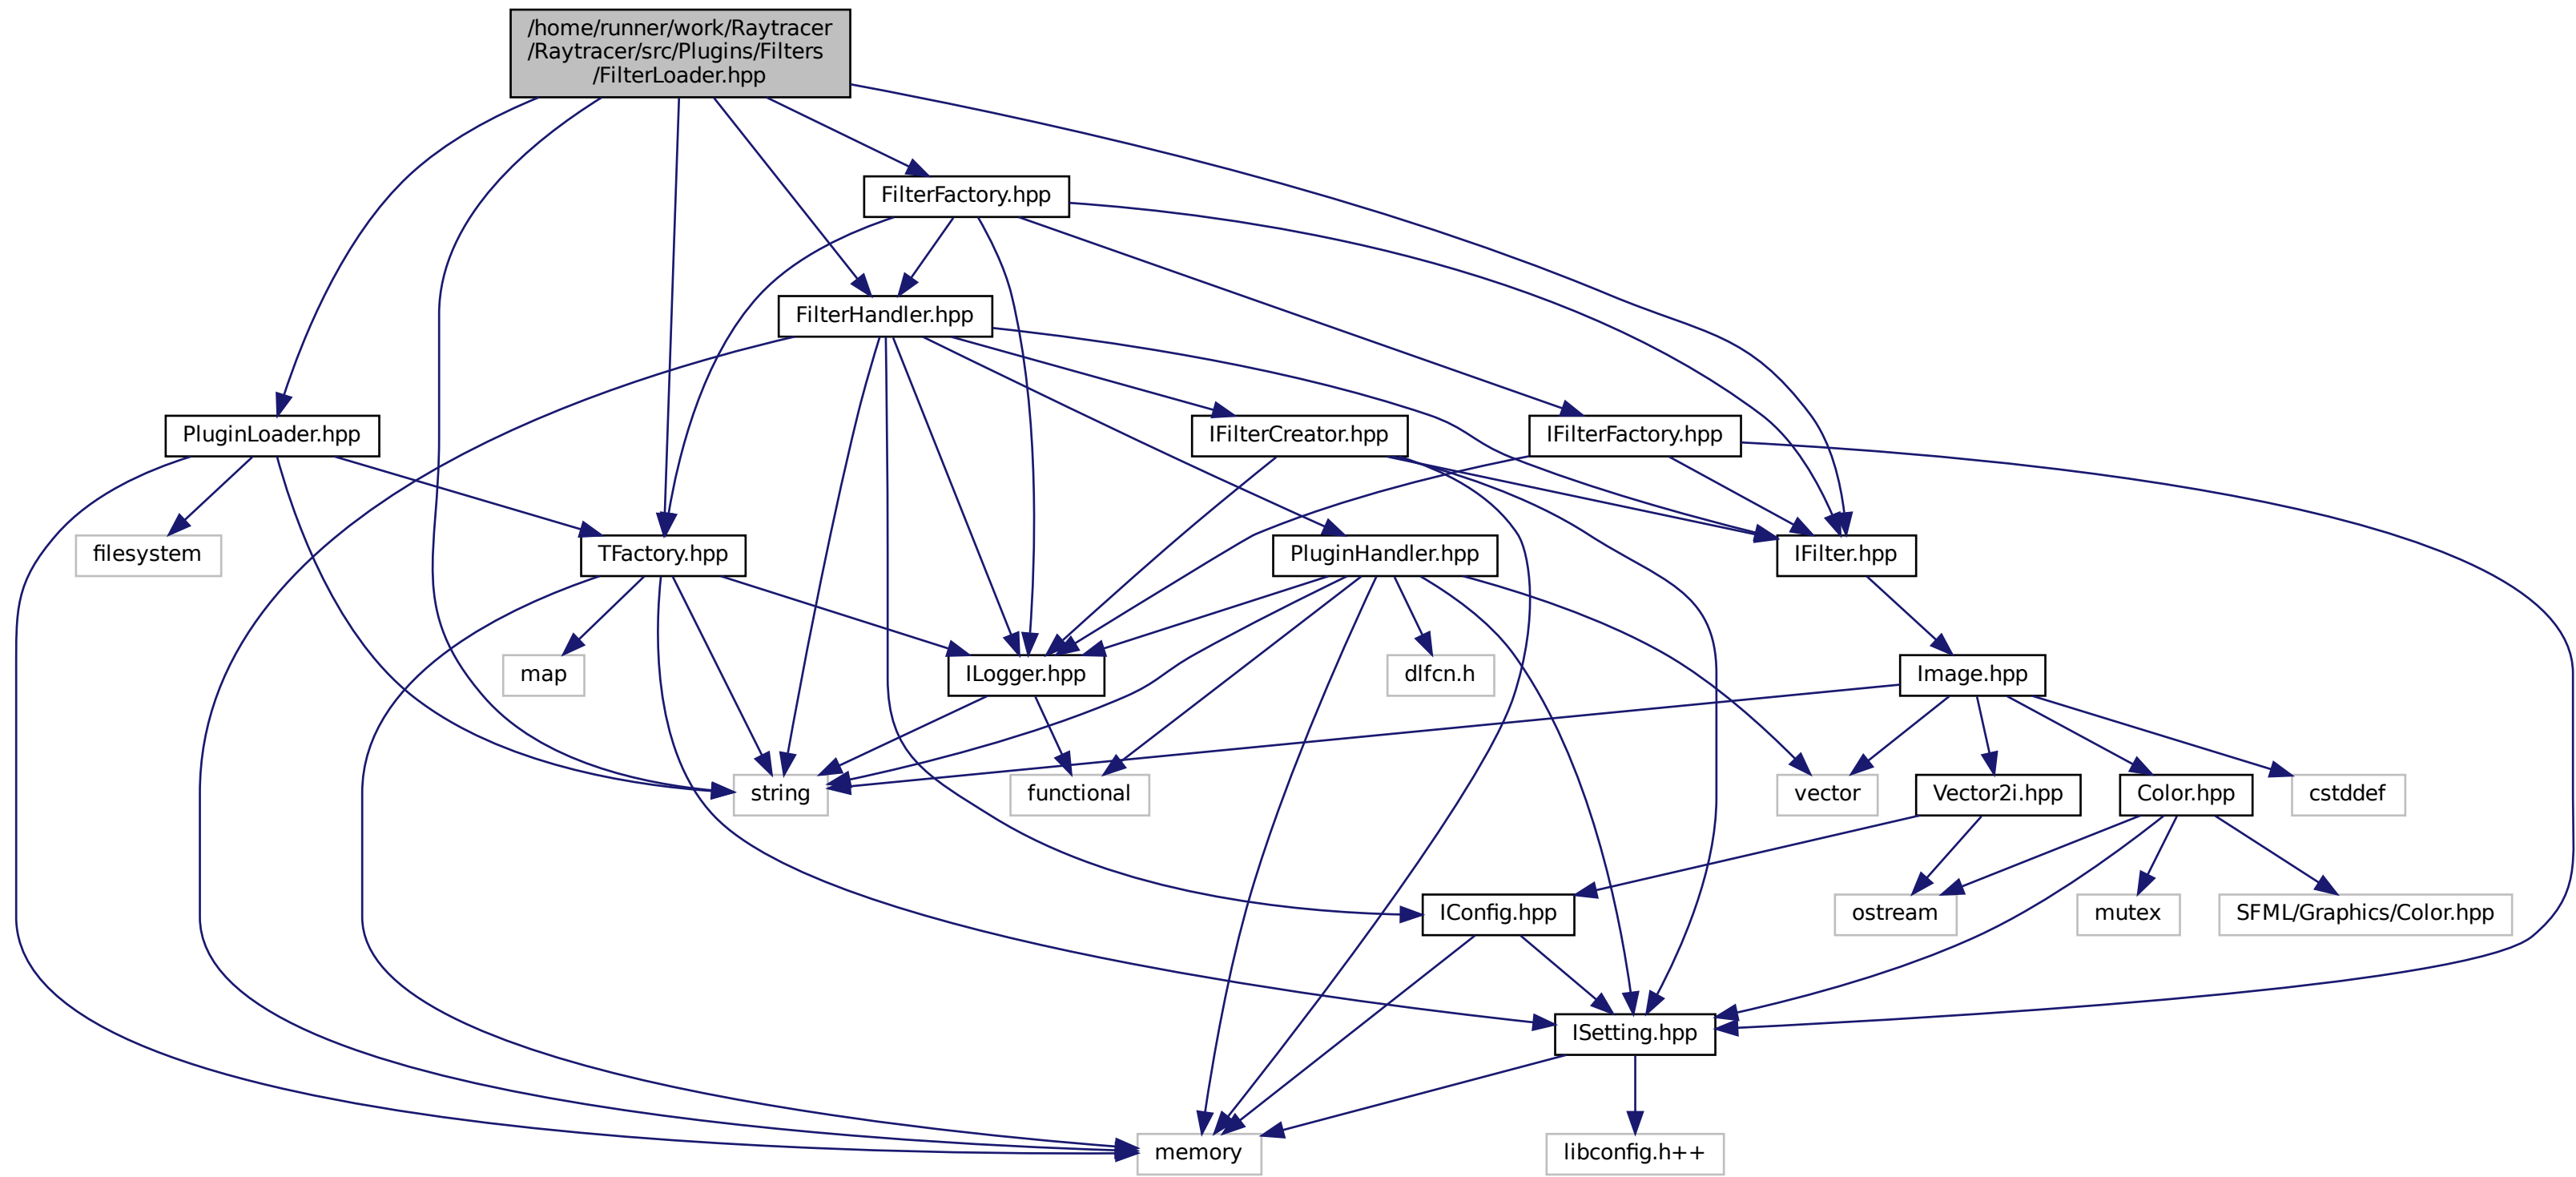 /home/runner/work/Raytracer
/Raytracer/src/Plugins/Filters
/FilterLoader.hpp
FilterFactory.hpp
FilterHandler.hpp
PluginLoader.hpp
IFilterCreator.hpp
IFilterFactory.hpp
filesystem
TFactory.hpp
PluginHandler.hpp
IFilter.hpp
map
ILogger.hpp
dlfcn.h
Image.hpp
string
functional
vector
Vector2i.hpp
Color.hpp
cstddef
IConfig.hpp
ostream
mutex
SFML/Graphics/Color.hpp
ISetting.hpp
memory
libconfig.h++